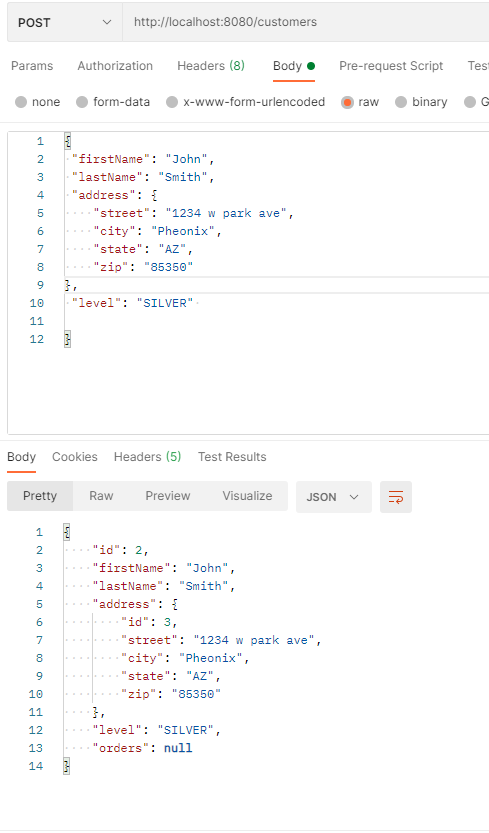 POST http://localhost:8080/customers
Params Authorization Headers (8) Body Pre-request Script Test
none form-data x-www-form-urlencoded raw binary G
1 {
2 "firstName": "John",
3 "lastName": "Smith",
4 "address": {
5 "street": "1234 w park ave",
6 "city": "Pheonix",
7 "state": "AZ",
8 "zip": "85350"
9 },
10 "level": "SILVER"
11
12 }
Body Cookies Headers (5) Test Results
Pretty Raw Preview Visualize JSON
1 {
2 "id": 2,
3 "firstName": "John",
4 "lastName": "Smith",
5 "address": {
6 "id": 3,
7 "street": "1234 w park ave",
8 "city": "Pheonix",
9 "state": "AZ",
10 "zip": "85350"
11 },
12 "level": "SILVER",
13 "orders": null
14 }